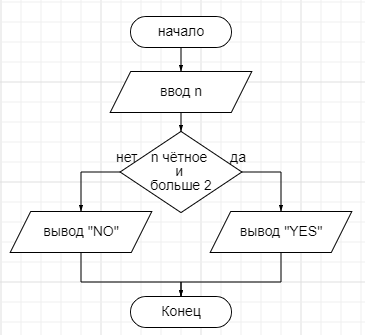 начало
ввод n
нет
n чётное
и
больше 2
да
вывод "NO"
вывод "YES"
Конец